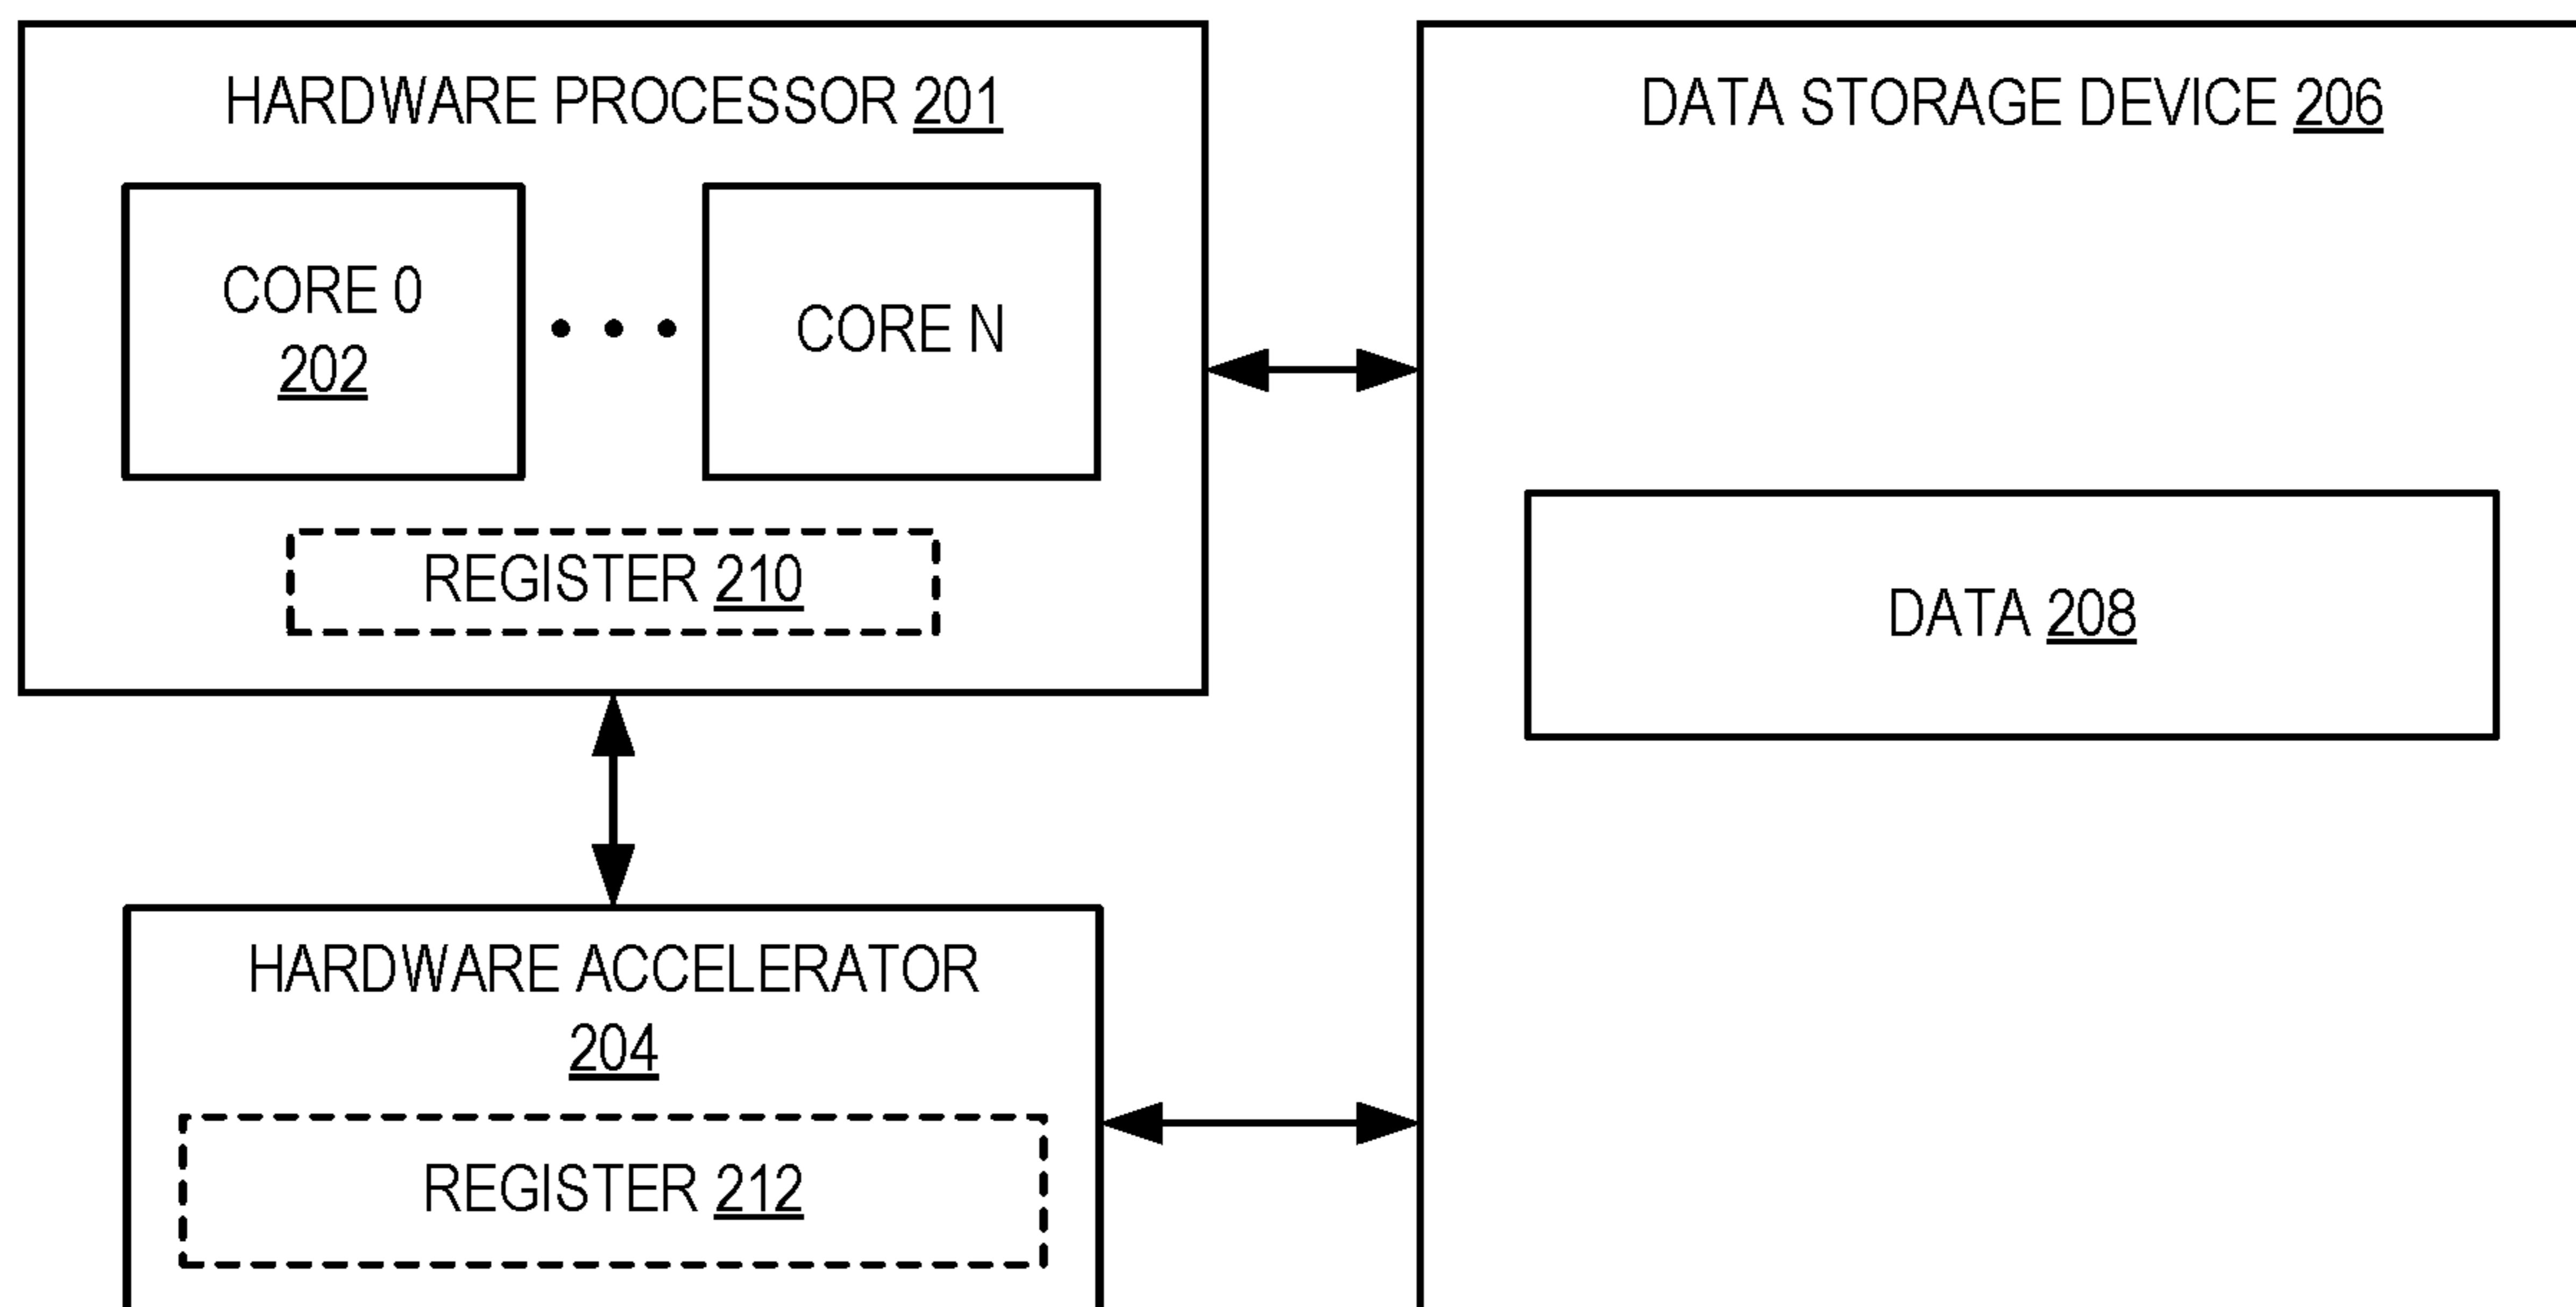 HARDWARE PROCESSOR 201
CORE 0
202
CORE N
REGISTER 210
DATA STORAGE DEVICE 206
DATA 208
HARDWARE ACCELERATOR
204
REGISTER 212